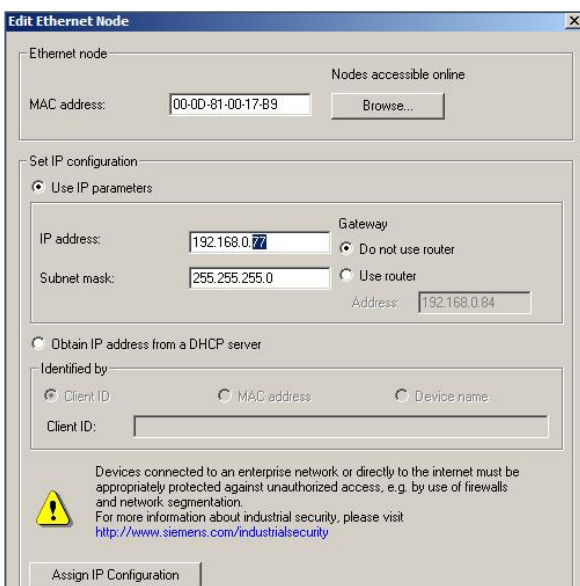 Edit Ethernet Node
Ethernet node
Nodes accessible online
MAC address: 00-0D-81-00-17-B9 Browse...
Set IP configuration
Use IP parameters
Gateway
IP address: 192.168.0.77
Do not use router
Subnet mask: 255.255.255.0 Use router
Address: 192.168.0.84
Obtain IP address from a DHCP server
Identified by
Client ID MAC address Device name
Client ID:
Devices connected to an enterprise network or directly to the internet must be
appropriately protected against unauthorized access, e.g. by use of firewalls
and network segmentation.
For more information about industrial security, please visit
http://www.siemens.com/industrialsecurity
Assign IP Configuration